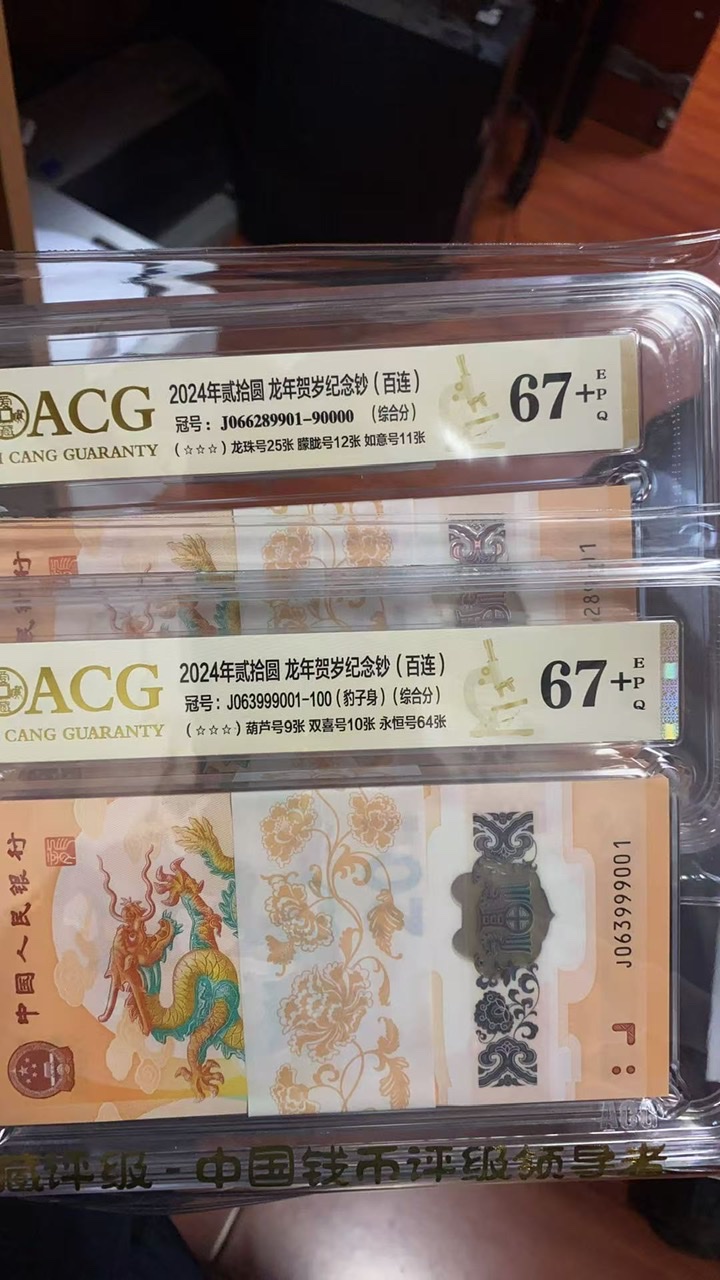 ACG
CANG GUARANTY
2024年贰拾圆 龙年贺岁纪念钞（百连）
冠号：J066289901-90000 （综合分）
（☆☆☆）龙珠号25张 朦胧号12张 如意号11张
67+
EPQ
ACG
CANG GUARANTY
2024年贰拾圆 龙年贺岁纪念钞（百连）
冠号：J063999001-100（豹子身）（综合分）
（☆☆☆）葫芦号9张 双喜号10张 永恒号64张
67+
EPQ
中国人民银行
J063999001
ACG
藏评级-中国钱币评级领导者